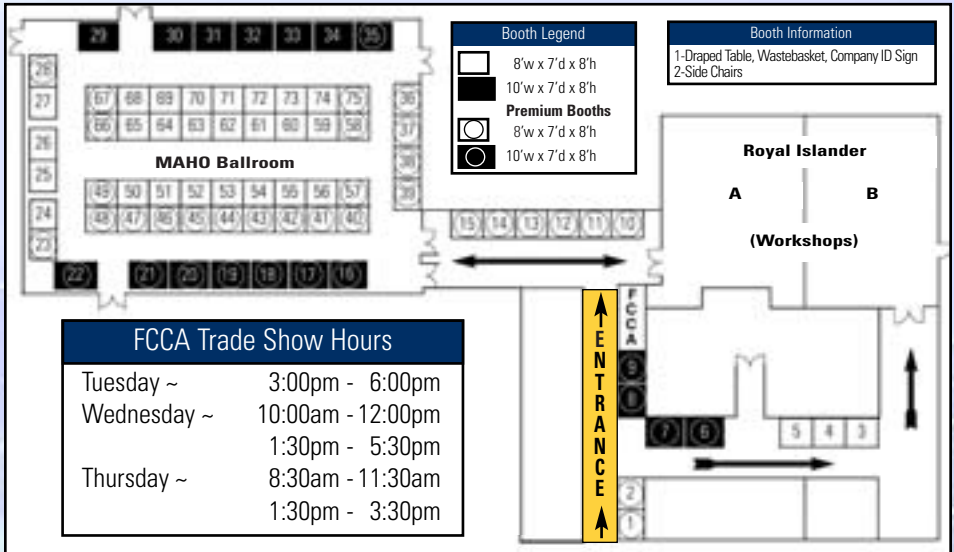 29 30 31 32 33 34 35
28
27
26
25
24
23
67 68 69 70 71 72 73 74 75
66 65 64 63 62 61 60 59 58
MAHO Ballroom
49 50 51 52 53 54 55 56 57
48 47 46 45 44 43 42 41 40
36
37
38
39
22 21 20 19 18 17 16
Booth Legend
8'w x 7'd x 8'h
10'w x 7'd x 8'h
Premium Booths
8'w x 7'd x 8'h
10'w x 7'd x 8'h
Booth Information
1-Draped Table, Wastebasket, Company ID Sign
2-Side Chairs
Royal Islander
A B
(Workshops)
15 14 13 12 11 10
FCCA
9
8
7 6
5 4 3
2
1
ENTRANCE
FCCA Trade Show Hours
Tuesday ~ 3:00pm - 6:00pm
Wednesday ~ 10:00am - 12:00pm
1:30pm - 5:30pm
Thursday ~ 8:30am - 11:30am
1:30pm - 3:30pm